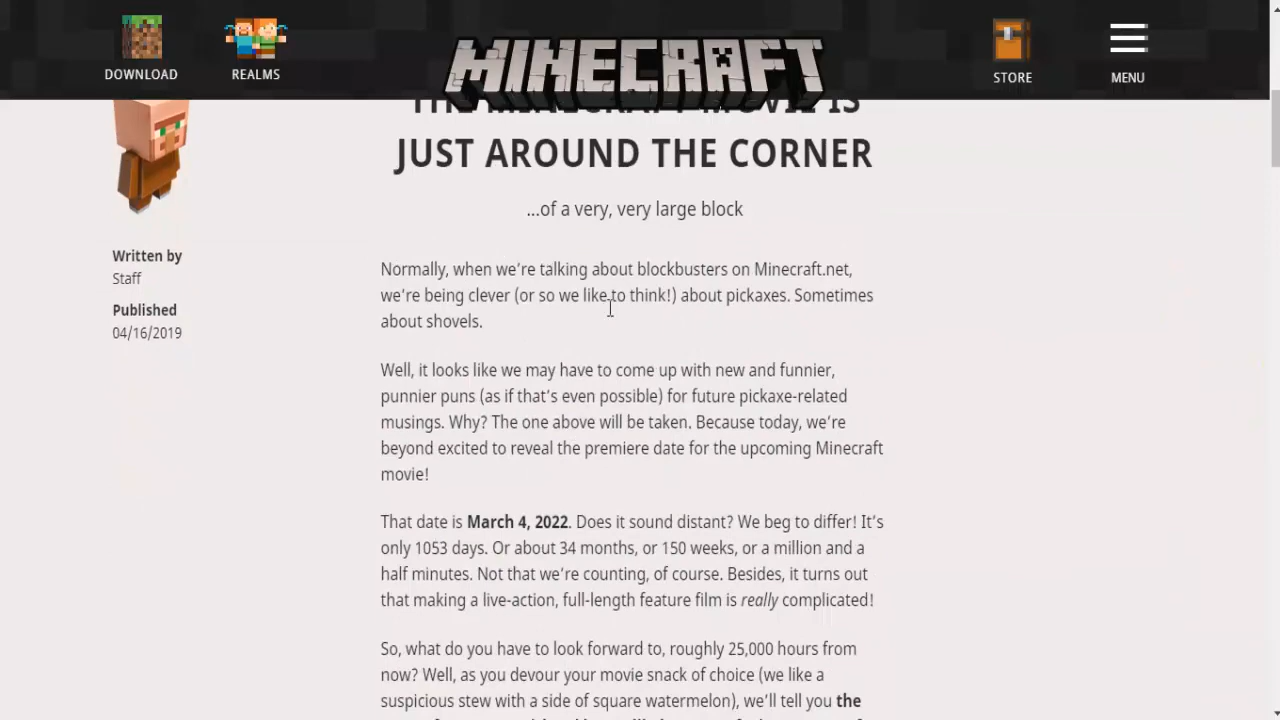 DOWNLOAD
REALMS
MINECRAFT
STORE
MENU
THE MINECRAFT MOVIE IS
JUST AROUND THE CORNER
...of a very, very large block
Written by
Staff
Published
04/16/2019
Normally, when we're talking about blockbusters on Minecraft.net,
we're being clever (or so we like to think!) about pickaxes. Sometimes
about shovels.
Well, it looks like we may have to come up with new and funnier,
punnier puns (as if that's even possible) for future pickaxe-related
musings. Why? The one above will be taken. Because today, we're
beyond excited to reveal the premiere date for the upcoming Minecraft
movie!
That date is March 4, 2022. Does it sound distant? We beg to differ! It's
only 1053 days. Or about 34 months, or 150 weeks, or a million and a
half minutes. Not that we're counting, of course. Besides, it turns out
that making a live-action, full-length feature film is really complicated!
So, what do you have to look forward to, roughly 25,000 hours from
now? Well, as you devour your movie snack of choice (we like a
suspicious stew with a side of square watermelon), we'll tell you the